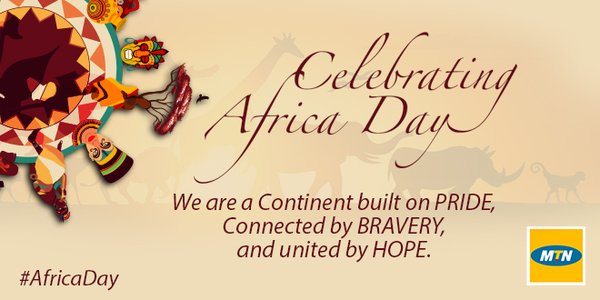 Celebrating
Africa Day
We are a Continent built on PRIDE,
Connected by BRAVERY,
and united by HOPE.
#AfricaDay
MTN